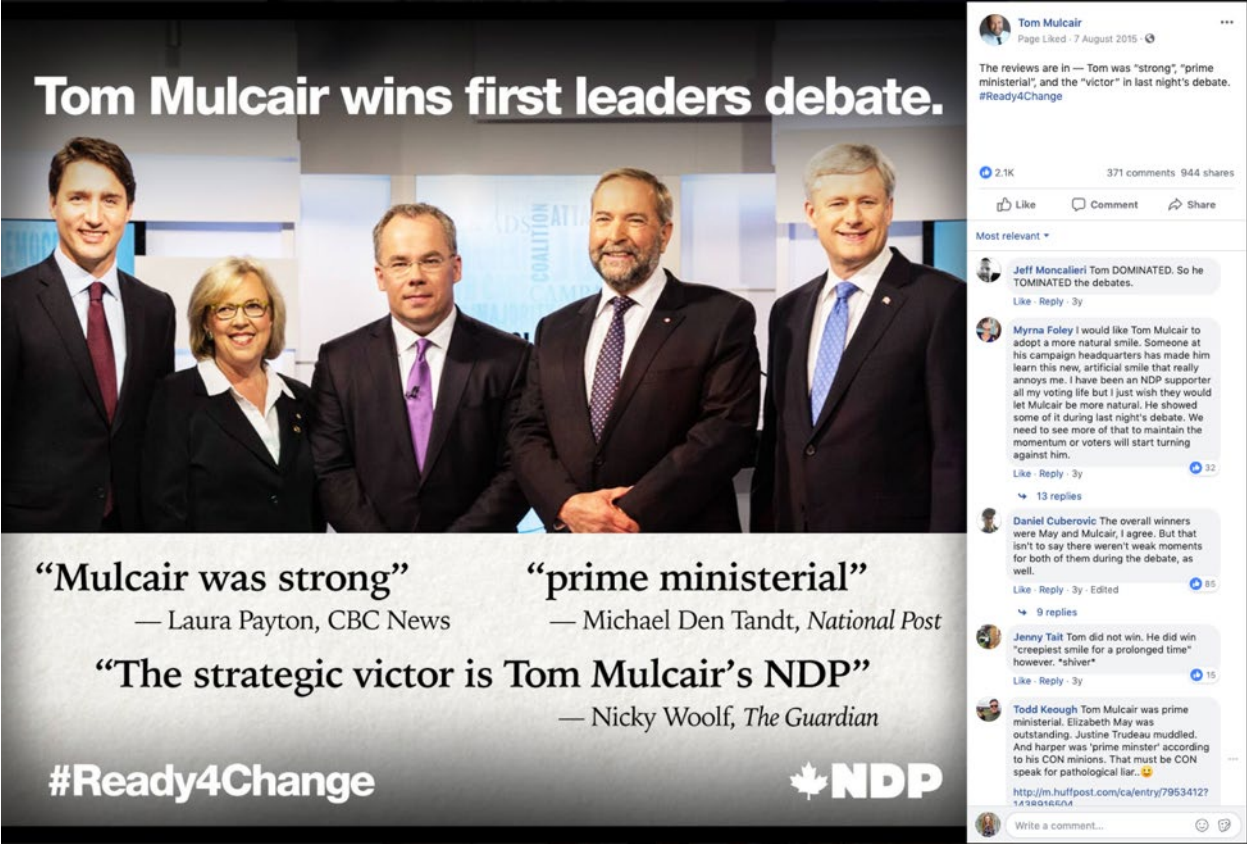 Tom Mulcair wins first leaders debate.
ADS
ATTA
COALITION
CAMPA
MAJORIT
“Mulcair was strong”
— Laura Payton, CBC News
“prime ministerial”
— Michael Den Tandt, National Post
“The strategic victor is Tom Mulcair’s NDP”
— Nicky Woolf, The Guardian
#Ready4Change
NDP
Tom Mulcair
Page Liked · 7 August 2015 ·
The reviews are in — Tom was "strong", "prime
ministerial", and the "victor" in last night's debate.
#Ready4Change
2.1K
371 comments 944 shares
Like
Comment
Share
Most relevant
Jeff Moncalieri Tom DOMINATED. So he
TOMINATED the debates.
Like · Reply · 3y
Myrna Foley I would like Tom Mulcair to
adopt a more natural smile. Someone at
his campaign headquarters has made him
learn this new, artificial smile that really
annoys me. I have been an NDP supporter
all my voting life but I just wish they would
let Mulcair be more natural. He showed
some of it during last night's debate. We
need to see more of that to maintain the
momentum or voters will start turning
against him.
32
Like · Reply · 3y
13 replies
Daniel Cuberovic The overall winners
were May and Mulcair, I agree. But that
isn't to say there weren't weak moments
for both of them during the debate, as
well.
85
Like · Reply · 3y · Edited
9 replies
Jenny Tait Tom did not win. He did win
"creepiest smile for a prolonged time"
however. *shiver*
15
Like · Reply · 3y
Todd Keough Tom Mulcair was prime
ministerial. Elizabeth May was
outstanding. Justine Trudeau muddled.
And harper was 'prime minster' according
to his CON minions. That must be CON
speak for pathological liar..
http://m.huffpost.com/ca/entry/7953412?
1438916504
Write a comment...